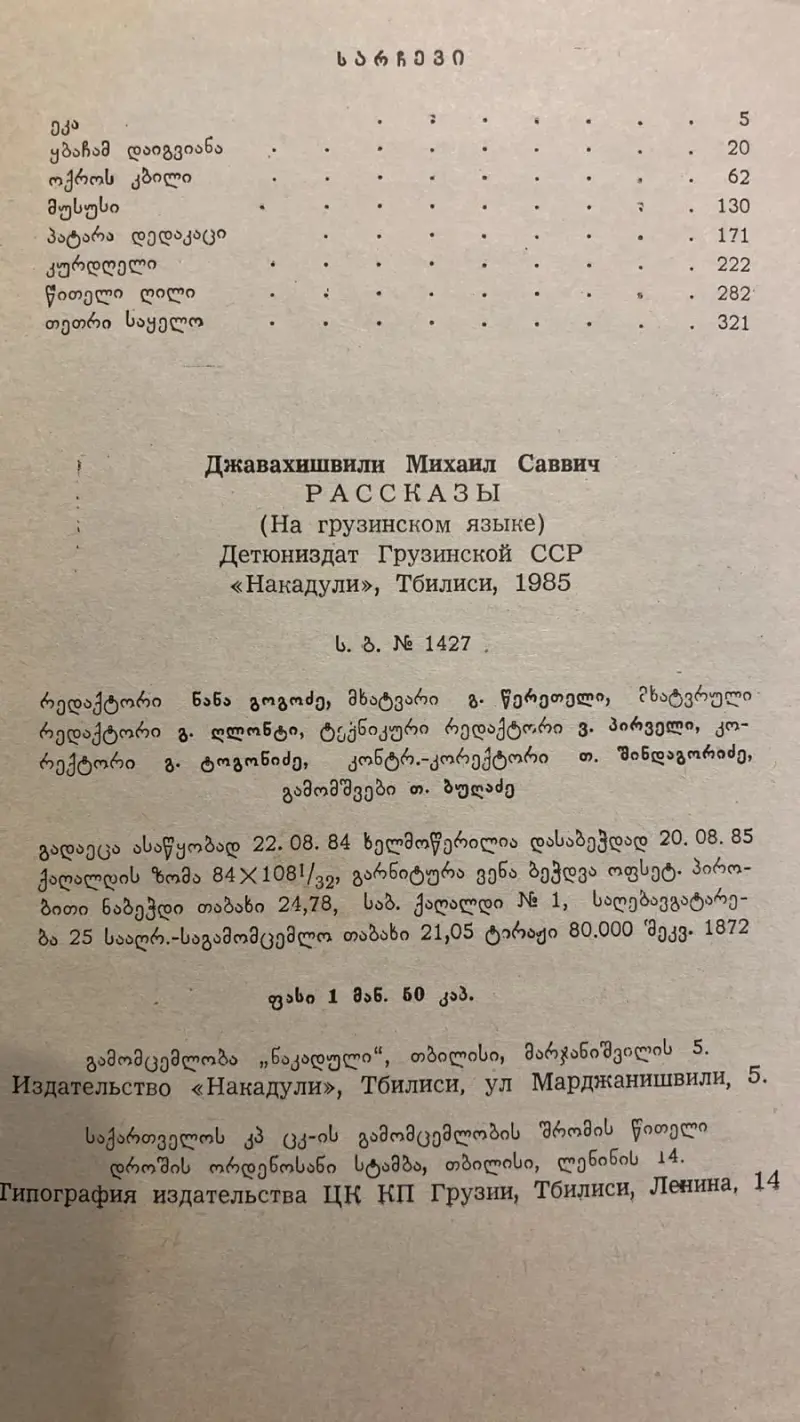 სარჩევი
ეკა . . . . . . . 5
ყბაჩამ დაიგვიანა . . . . . . . . . 20
ოქროს კბილი . . . . . . . . . 62
მუსუსი . . . . . . . . . 130
პატარა დედაკაცი . . . . . . . . 171
კურდღელი . . . . . . . . . 222
წითელი ღილი . . . . . . . . . 282
თეთრი საყელო . . . . . . . . . 321
Джавахишвили Михаил Саввич
РАССКАЗЫ
(На грузинском языке)
Детюниздат Грузинской ССР
«Накадули», Тбилиси, 1985
ს. ბ. № 1427
რედაქტორი ნანა გოგოძე, მხატვარი გ. წერეთელი, მხატვრული
რედაქტორი გ. ღლონტი, ტექნიკური რედაქტორი ვ. პირველი, კო-
რექტორი გ. ტოგონიძე, კონტრ.-კორექტორი თ. შინდაგორიძე,
გამომშვები თ. ბულაძე
გადაეცა ასაწყობად 22. 08. 84 ხელმოწერილია დასაბეჭდად 20. 08. 85
ქაღალდის ზომა 84×108¹/₃₂, გარნიტურა ვენა ბეჭდვა ოფსეტ. პირო-
ბითი ნაბეჭდი თაბახი 24,78, საბ. ქაღალდი № 1, საღებავგატარე-
ბა 25 სააღრ.-საგამომცემლო თაბახი 21,05 ტირაჟი 80.000 შეკვ. 1872
ფასი 1 მან. 60 კაპ.
გამომცემლობა „ნაკადული“, თბილისი, მარჯანიშვილის 5.
Издательство «Накадули», Тбилиси, ул Марджанишвили, 5.
საქართველოს კპ ცკ-ის გამომცემლობის შრომის წითელი
დროშის ორდენოსანი სტამბა, თბილისი, ლენინის 14.
Типография издательства ЦК КП Грузии, Тбилиси, Ленина, 14